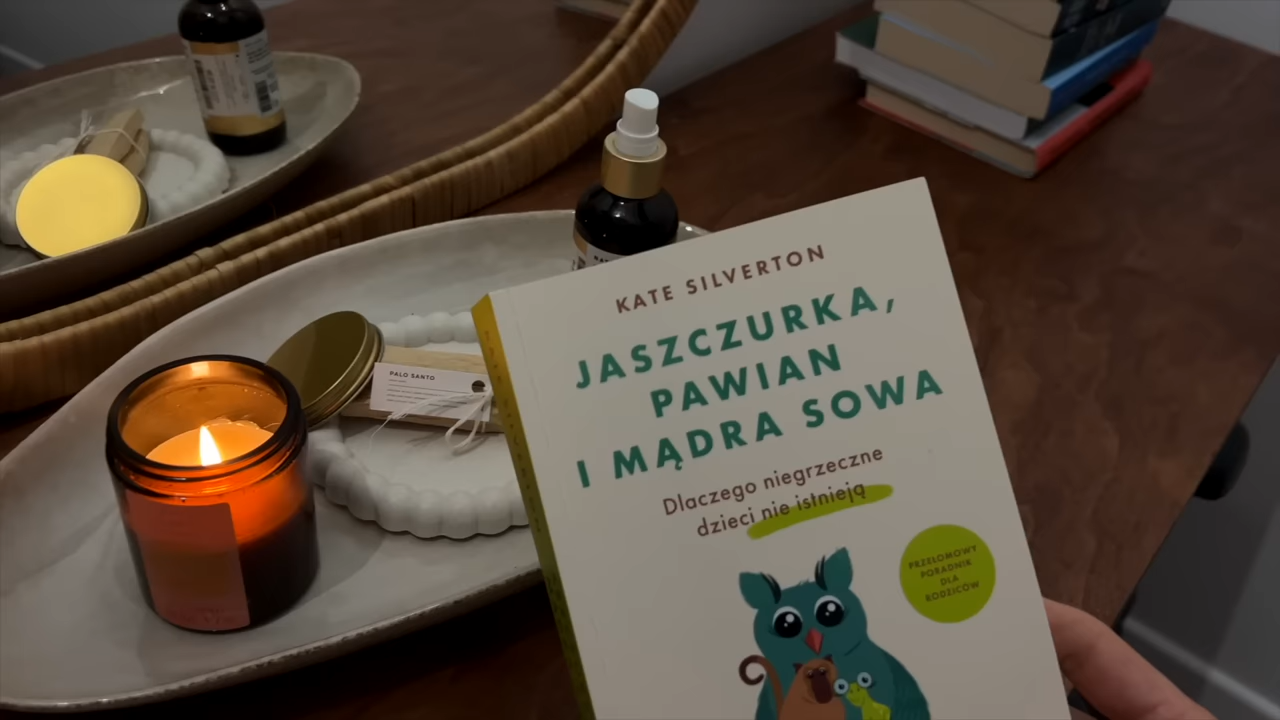 KATE SILVERTON
JASZCZURKA,
PAWIAN
I MĄDRA SOWA
Dlaczego niegrzeczne
dzieci nie istnieją
PRZEŁOMOWY
PORADNIK
DLA
RODZICÓW
PALO SANTO